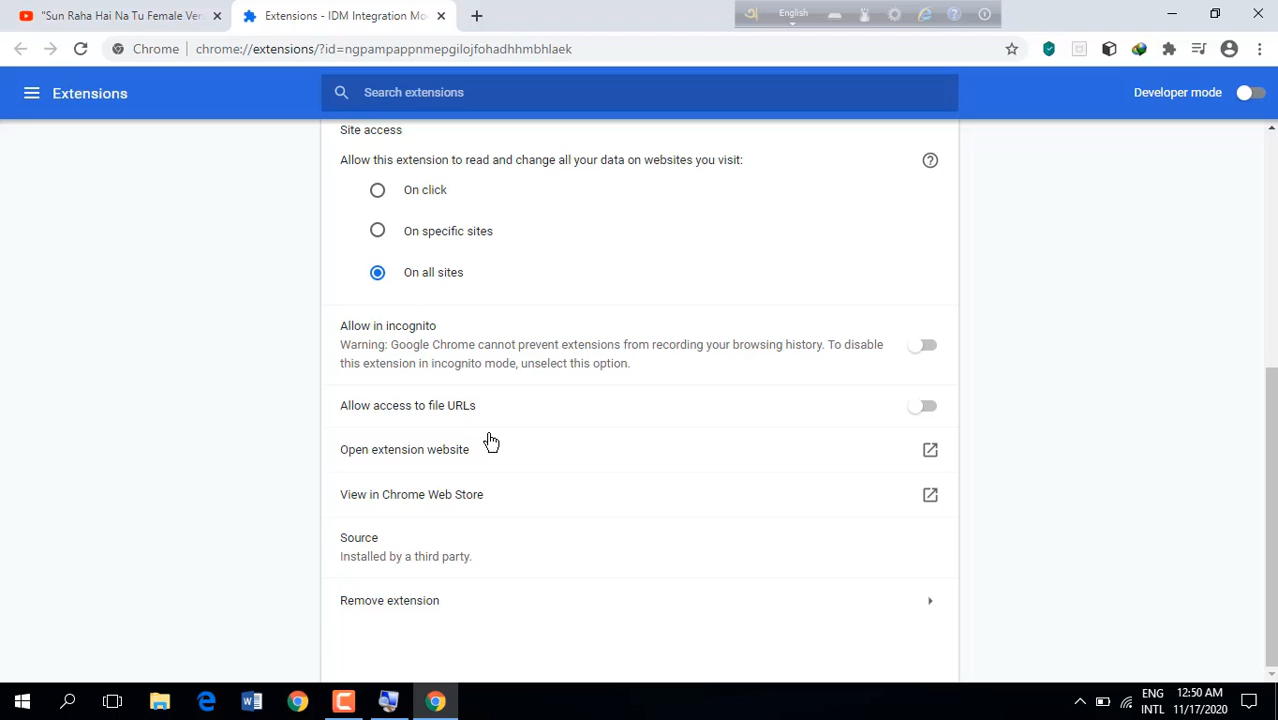 "Sun Raha Hai Na Tu Female Ver
Extensions - IDM Integration Mo
English
Chrome
chrome://extensions/?id=ngpampappnmepgilojfohadhhmbhlaek
Extensions
Search extensions
Developer mode
Site access
Allow this extension to read and change all your data on websites you visit:
On click
On specific sites
On all sites
Allow in incognito
Warning: Google Chrome cannot prevent extensions from recording your browsing history. To disable
this extension in incognito mode, unselect this option.
Allow access to file URLs
Open extension website
View in Chrome Web Store
Source
Installed by a third party.
Remove extension
ENG
INTL
12:50 AM
11/17/2020